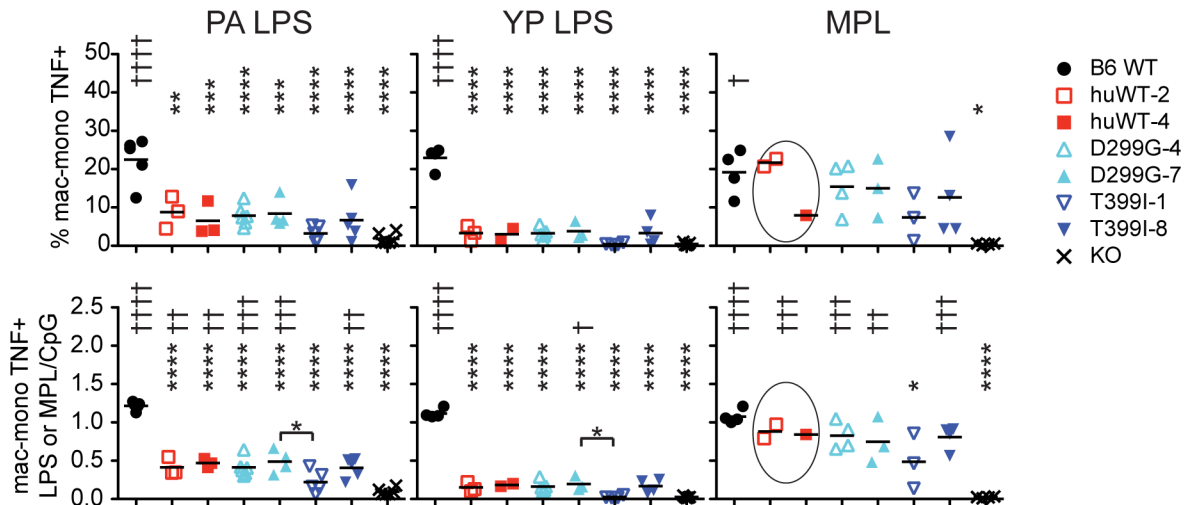 PA LPS YP LPS MPL
†††† †††† †
** *** **** *** **** **** ****
**** **** **** **** **** **** ****
*
% mac-mono TNF+
50
40
30
20
10
0
B6 WT
huWT-2
huWT-4
D299G-4
D299G-7
T399I-1
T399I-8
KO
mac-mono TNF+
LPS or MPL/CpG
2.5
2.0
1.5
1.0
0.5
0.0
†††† ††† ††† †††† †††† †††
**** **** **** **** **** **** ****
*
†††† †
**** **** **** **** **** **** ****
*
†††† †††† †††† ††† ††††
* ****